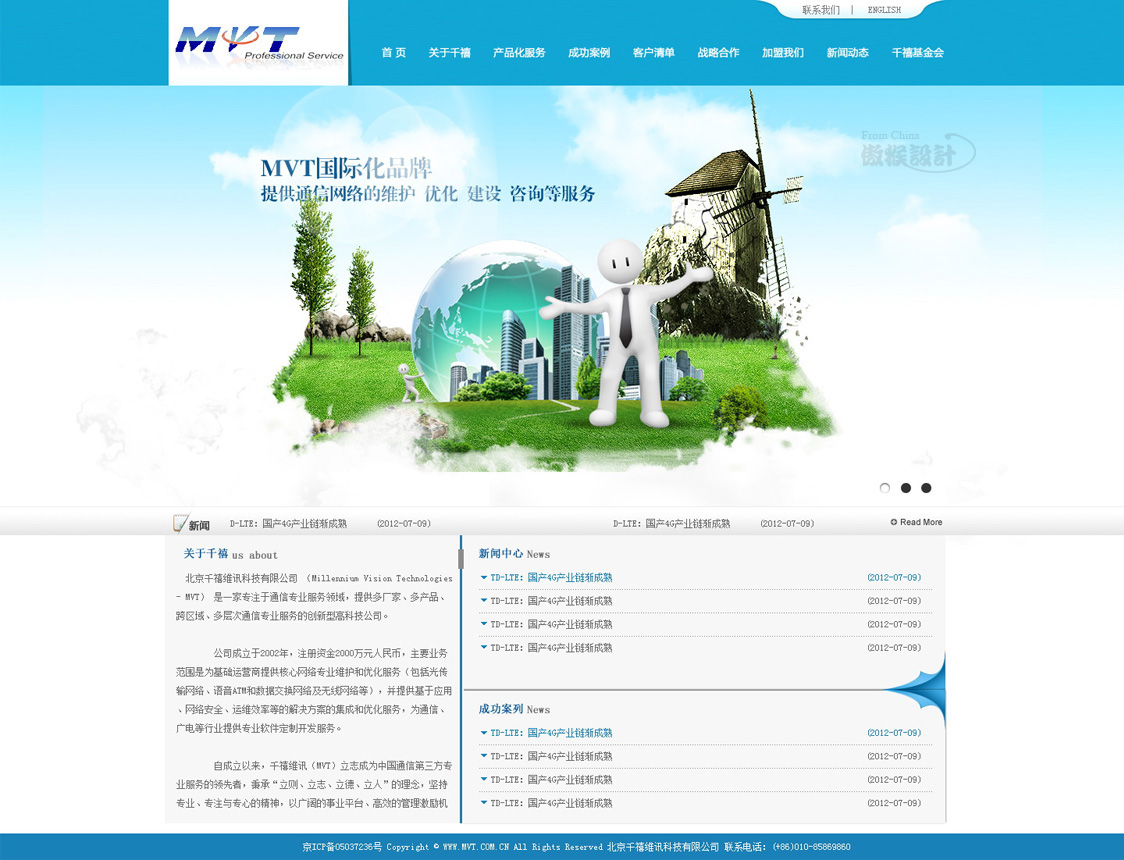 联系我们 | ENGLISH
MVT
Professional Service
首 页 关于千禧 产品化服务 成功案例 客户清单 战略合作 加盟我们 新闻动态 千禧基金会
From China
傲猴設計
MVT国际化品牌
提供通信网络的维护 优化 建设 咨询等服务
新闻 D-LTE: 国产4G产业链渐成熟 (2012-07-09) D-LTE: 国产4G产业链渐成熟 (2012-07-09) Read More
关于千禧 us about
北京千禧维讯科技有限公司 (Millennium Vision Technologies
- MVT) 是一家专注于通信专业服务领域，提供多厂家、多产品、
跨区域、多层次通信专业服务的创新型高科技公司。
公司成立于2002年，注册资金2000万元人民币，主要业务
范围是为基础运营商提供核心网络专业维护和优化服务（包括光传
输网络、语音ATM和数据交换网络及无线网络等），并提供基于应用
、网络安全、运维效率等的解决方案的集成和优化服务，为通信、
广电等行业提供专业软件定制开发服务。
自成立以来，千禧维讯（MVT）立志成为中国通信第三方专
业服务的领先者，秉承“立则、立志、立德、立人”的理念，坚持
专业、专注与专心的精神，以广阔的事业平台、高效的管理激励机
新闻中心 News
TD-LTE: 国产4G产业链渐成熟 (2012-07-09)
TD-LTE: 国产4G产业链渐成熟 (2012-07-09)
TD-LTE: 国产4G产业链渐成熟 (2012-07-09)
TD-LTE: 国产4G产业链渐成熟 (2012-07-09)
成功案列 News
TD-LTE: 国产4G产业链渐成熟 (2012-07-09)
TD-LTE: 国产4G产业链渐成熟 (2012-07-09)
TD-LTE: 国产4G产业链渐成熟 (2012-07-09)
TD-LTE: 国产4G产业链渐成熟 (2012-07-09)
京ICP备05037236号 Copyright © WWW.MVT.COM.CN All Rights Reserved 北京千禧维讯科技有限公司 联系电话: (+86)010-85869860